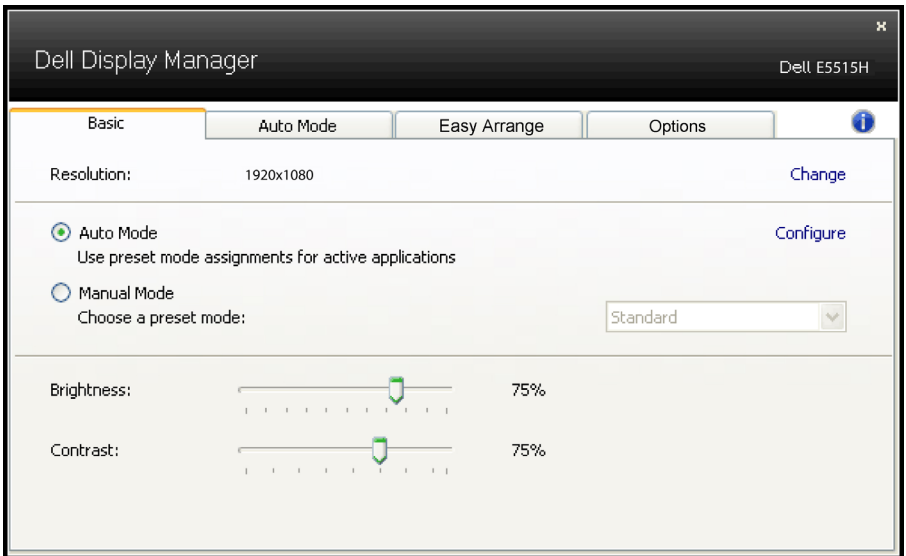 x
Dell Display Manager
Dell E5515H
Basic Auto Mode Easy Arrange Options i
Resolution: 1920x1080 Change
Auto Mode Configure
Use preset mode assignments for active applications
Manual Mode
Choose a preset mode: Standard
Brightness: 75%
Contrast: 75%